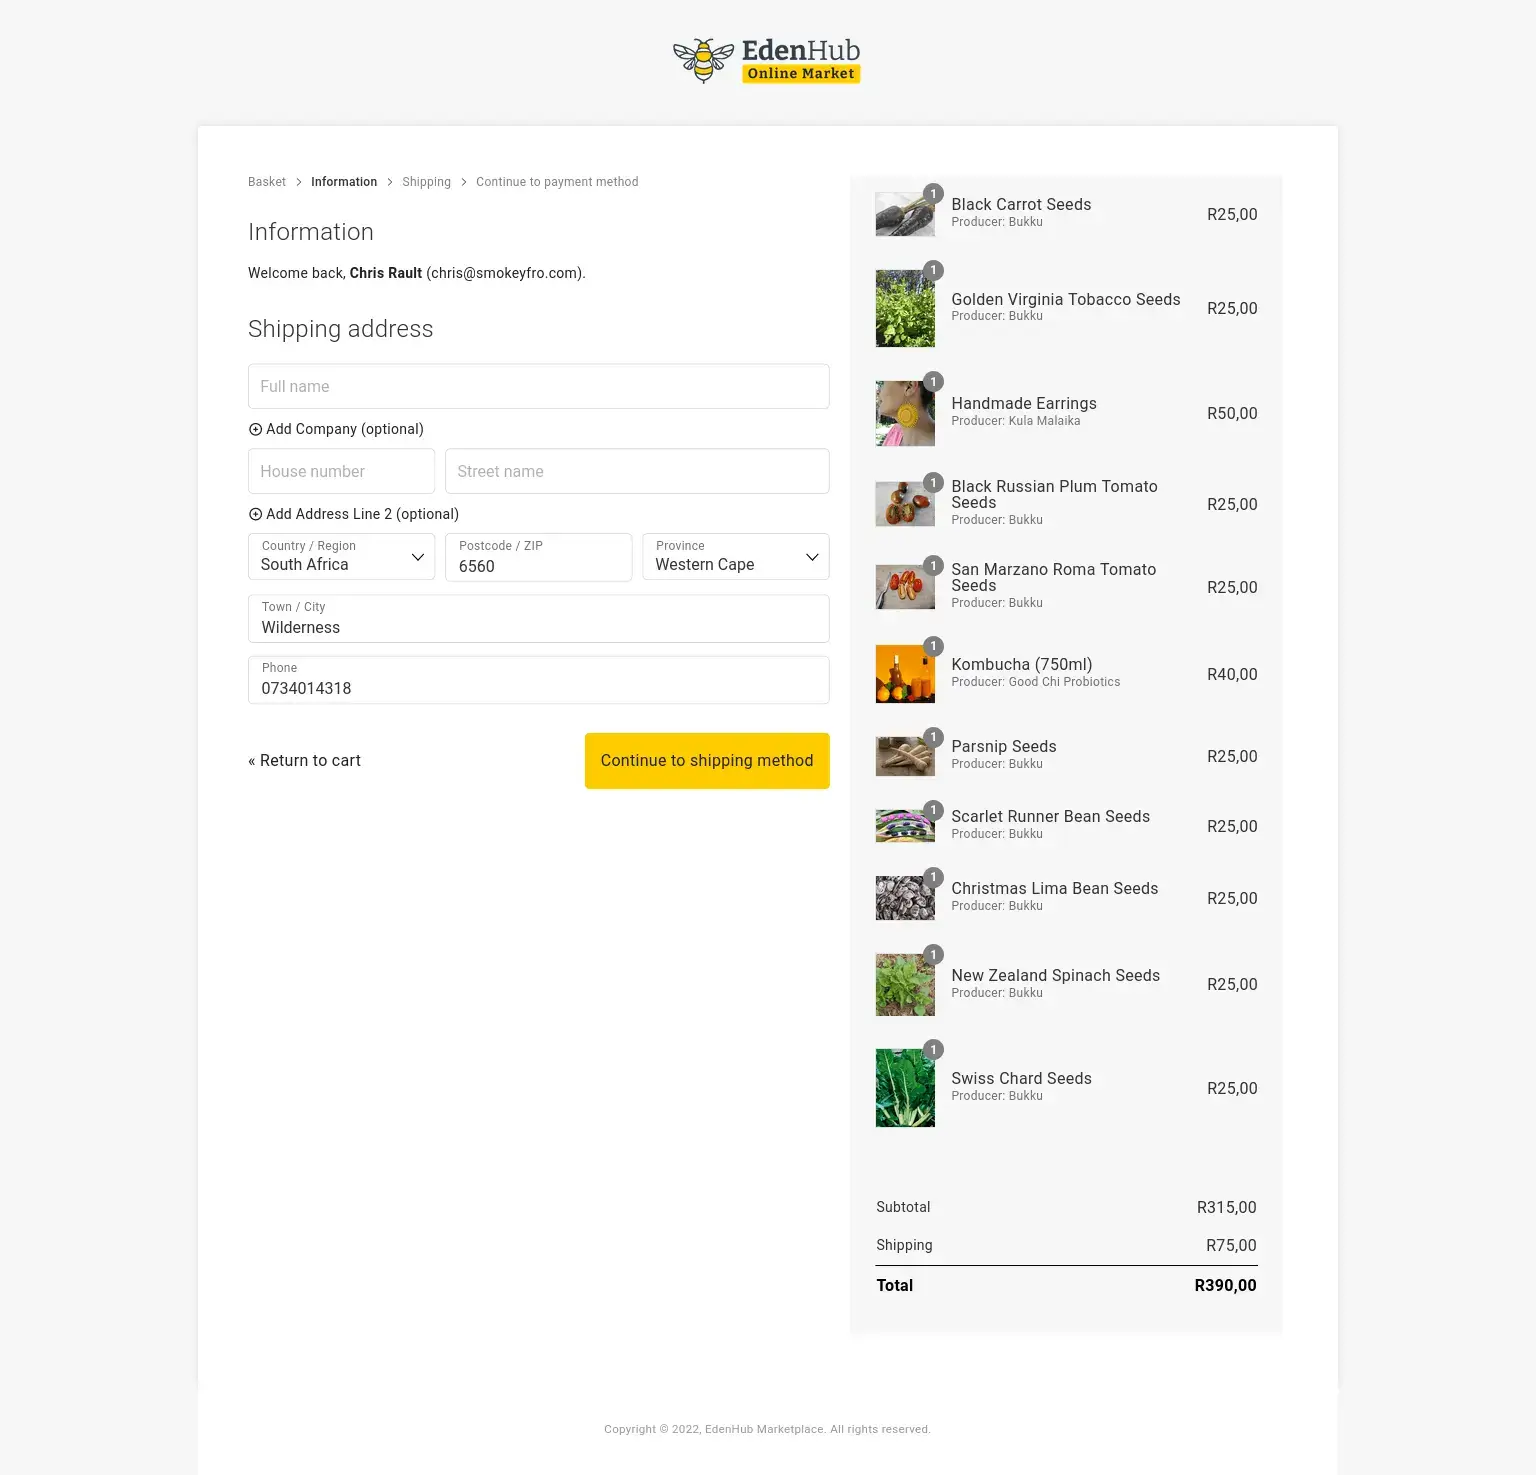 EdenHub
Online Market
Basket > Information > Shipping > Continue to payment method
Information
Welcome back, Chris Rault (chris@smokeyfro.com).
Shipping address
Full name
Add Company (optional)
House number
Street name
Add Address Line 2 (optional)
Country / Region
South Africa
Postcode / ZIP
6560
Province
Western Cape
Town / City
Wilderness
Phone
0734014318
« Return to cart
Continue to shipping method
1
Black Carrot Seeds
Producer: Bukku
R25,00
1
Golden Virginia Tobacco Seeds
Producer: Bukku
R25,00
1
Handmade Earrings
Producer: Kula Malaika
R50,00
1
Black Russian Plum Tomato
Seeds
Producer: Bukku
R25,00
1
San Marzano Roma Tomato
Seeds
Producer: Bukku
R25,00
1
Kombucha (750ml)
Producer: Good Chi Probiotics
R40,00
1
Parsnip Seeds
Producer: Bukku
R25,00
1
Scarlet Runner Bean Seeds
Producer: Bukku
R25,00
1
Christmas Lima Bean Seeds
Producer: Bukku
R25,00
1
New Zealand Spinach Seeds
Producer: Bukku
R25,00
1
Swiss Chard Seeds
Producer: Bukku
R25,00
Subtotal R315,00
Shipping R75,00
Total R390,00
Copyright © 2022, EdenHub Marketplace. All rights reserved.